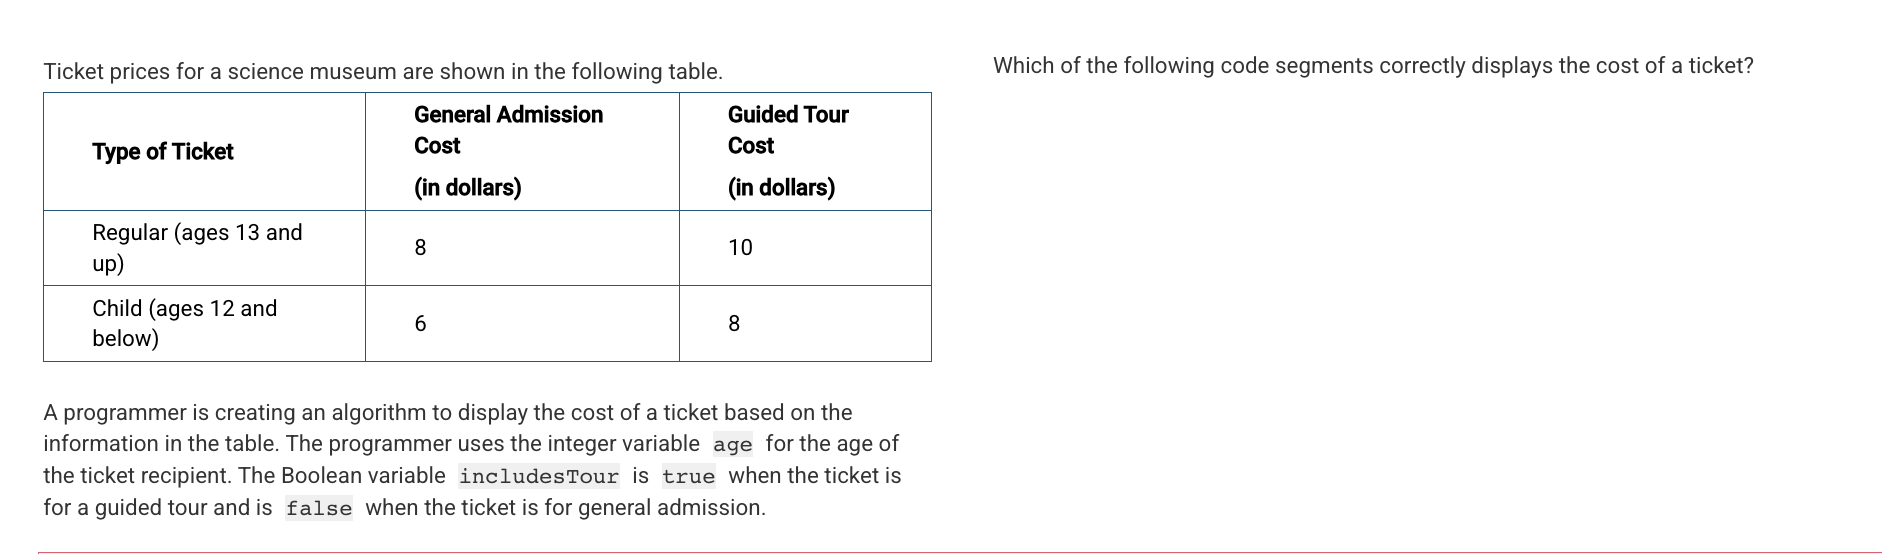 Ticket prices for a science museum are shown in the following table.
Type of Ticket
General Admission
Cost
(in dollars)
Guided Tour
Cost
(in dollars)
Regular (ages 13 and
up)
8
10
Child (ages 12 and
below)
6
8
A programmer is creating an algorithm to display the cost of a ticket based on the
information in the table. The programmer uses the integer variable age for the age of
the ticket recipient. The Boolean variable includesTour is true when the ticket is
for a guided tour and is false when the ticket is for general admission.
Which of the following code segments correctly displays the cost of a ticket?